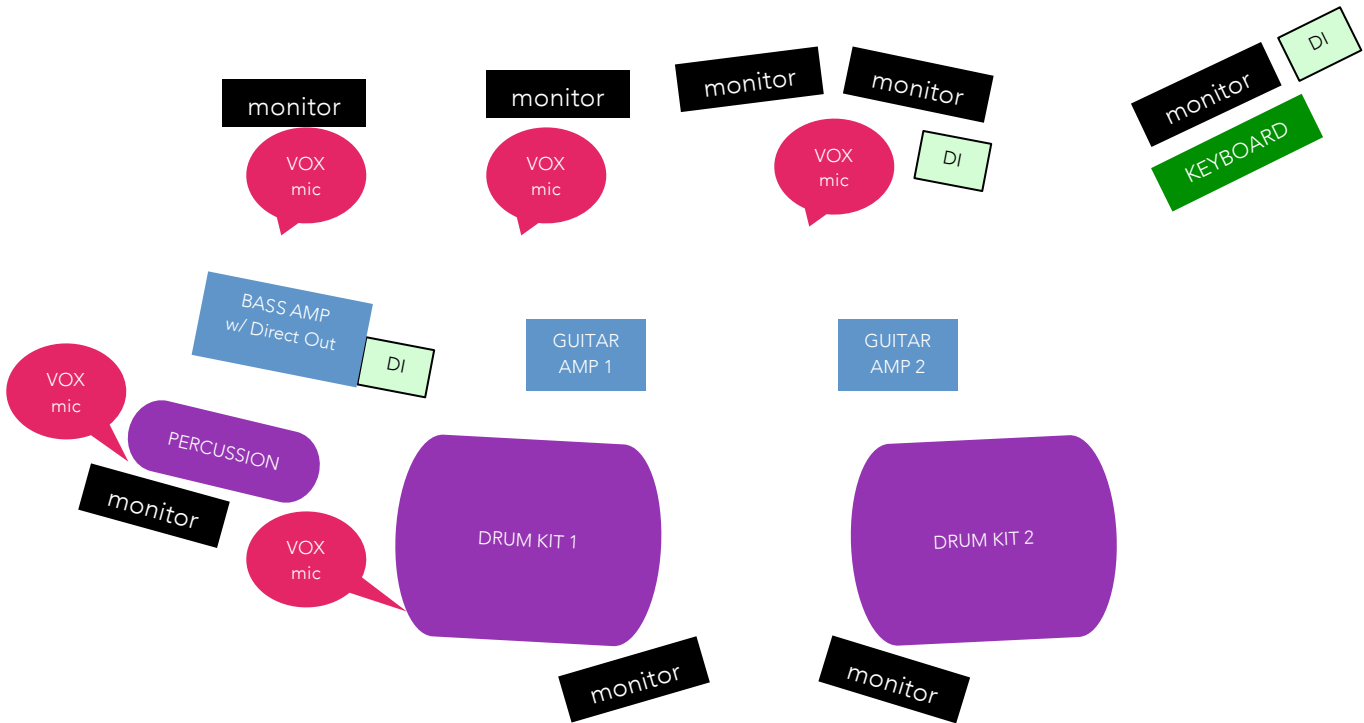 DI
monitor
monitor
monitor
monitor
monitor
KEYBOARD
VOX
mic
VOX
mic
VOX
mic
DI
BASS AMP
w/ Direct Out
DI
GUITAR
AMP 1
GUITAR
AMP 2
VOX
mic
PERCUSSION
monitor
VOX
mic
DRUM KIT 1
DRUM KIT 2
monitor
monitor